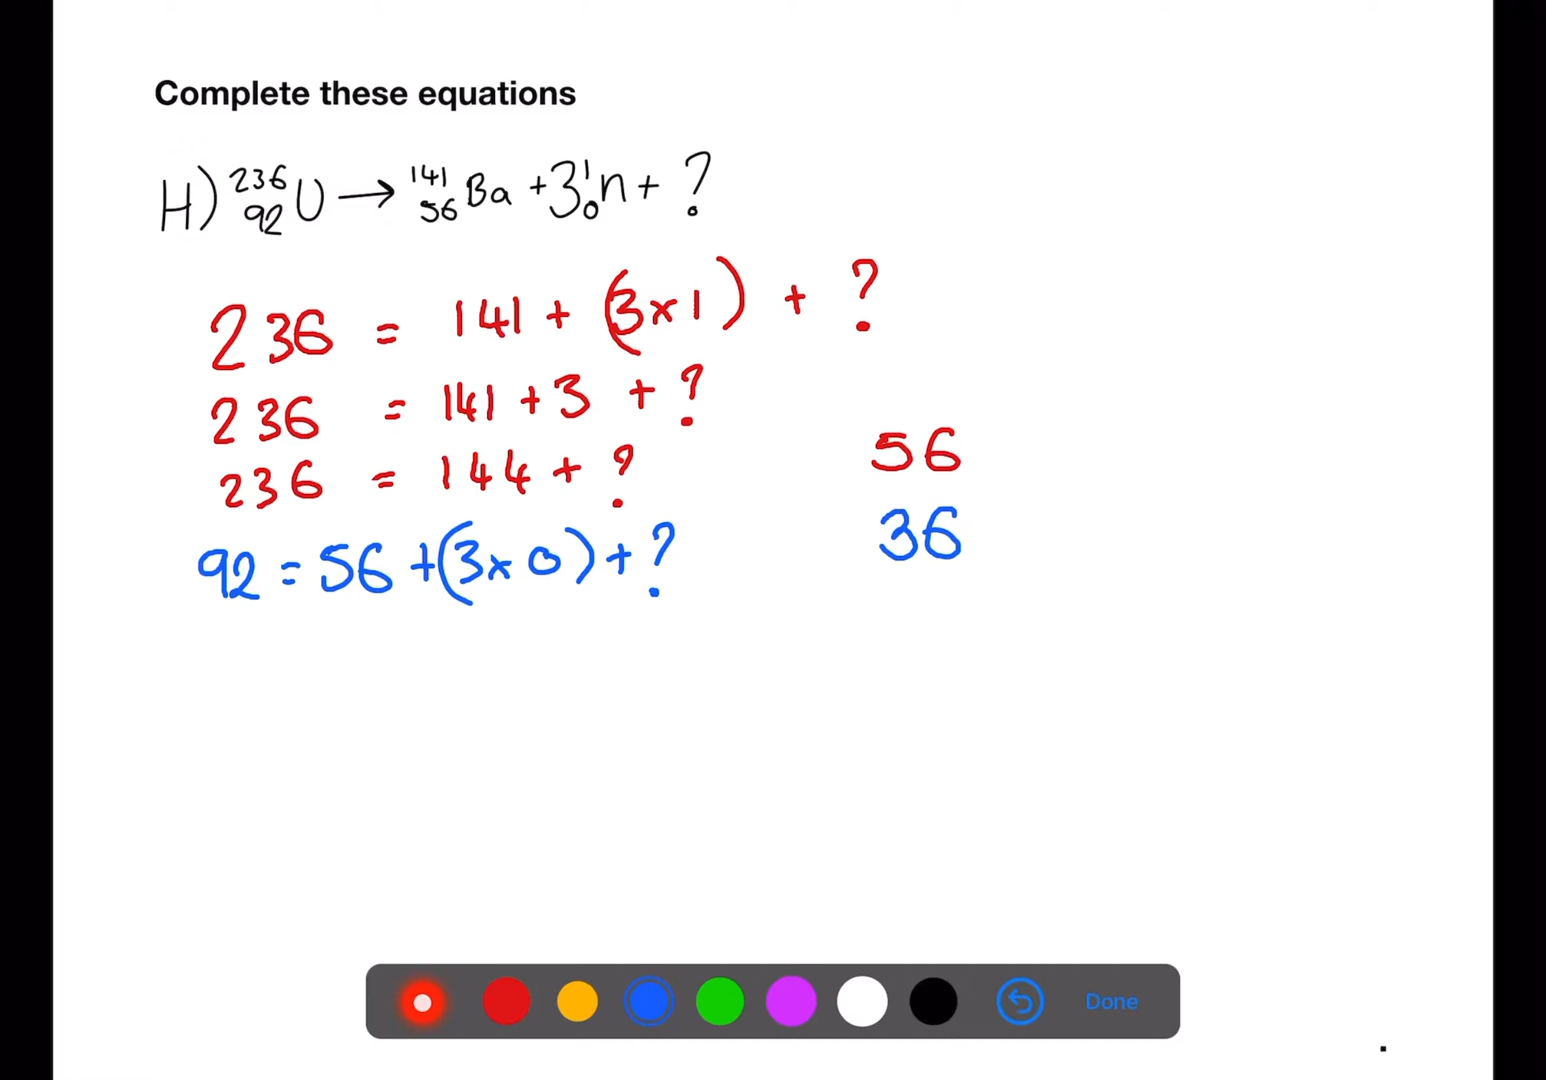 Complete these equations
H) ²³⁶₉₂U → ¹⁴¹₅₆Ba + 3¹₀n + ?
236 = 141 + (3 × 1) + ?
236 = 141 + 3 + ?
236 = 144 + ?
56
92 = 56 + (3 × 0) + ?
36
Done